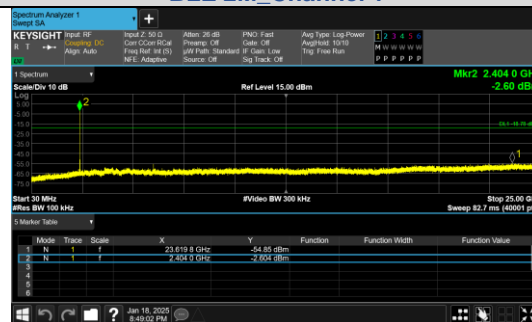 Spectrum Analyzer 1
Swept SA
+
KEYSIGHT
R T
Input: RF
Coupling: DC
Align: Auto
Input Z: 50 Ω
Corr CCorr RCal
Freq Ref: Int (S)
NFE: Adaptive
Atten: 26 dB
Preamp: Off
µW Path: Standard
Source: Off
PNO: Fast
Gate: Off
IF Gain: Low
Sig Track: Off
Avg Type: Log-Power
Avg|Hold: 10/10
Trig: Free Run
1 2 3 4 5 6
M W W W W W
P P P P P P
1 Spectrum
Scale/Div 10 dB
Ref Level 15.00 dBm
Mkr2 2.404 0 GH
-2.60 dB
Log
5.00
-5.00
-15.0
-25.0
-35.0
-45.0
-55.0
-65.0
-75.0
2
1
Start 30 MHz
#Res BW 100 kHz
#Video BW 300 kHz
Stop 25.00 G
Sweep 82.7 ms (40001 p
5 Marker Table
Mode Trace Scale X Y Function Function Width Function Value
1 N 1 f 23.619 8 GHz -54.85 dBm
2 N 1 f 2.404 0 GHz -2.604 dBm
3
4
5
6
?
Jan 18, 2025
8:49:02 PM